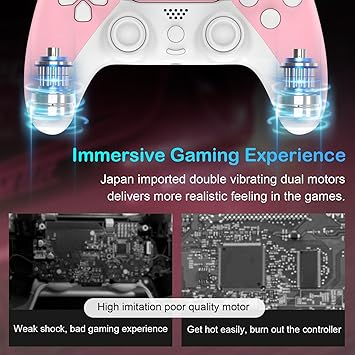 Immersive Gaming Experience
Japan imported double vibrating dual motors
delivers more realistic feeling in the games.
High imitation poor quality motor
Weak shock, bad gaming experience
Get hot easily, burn out the controller